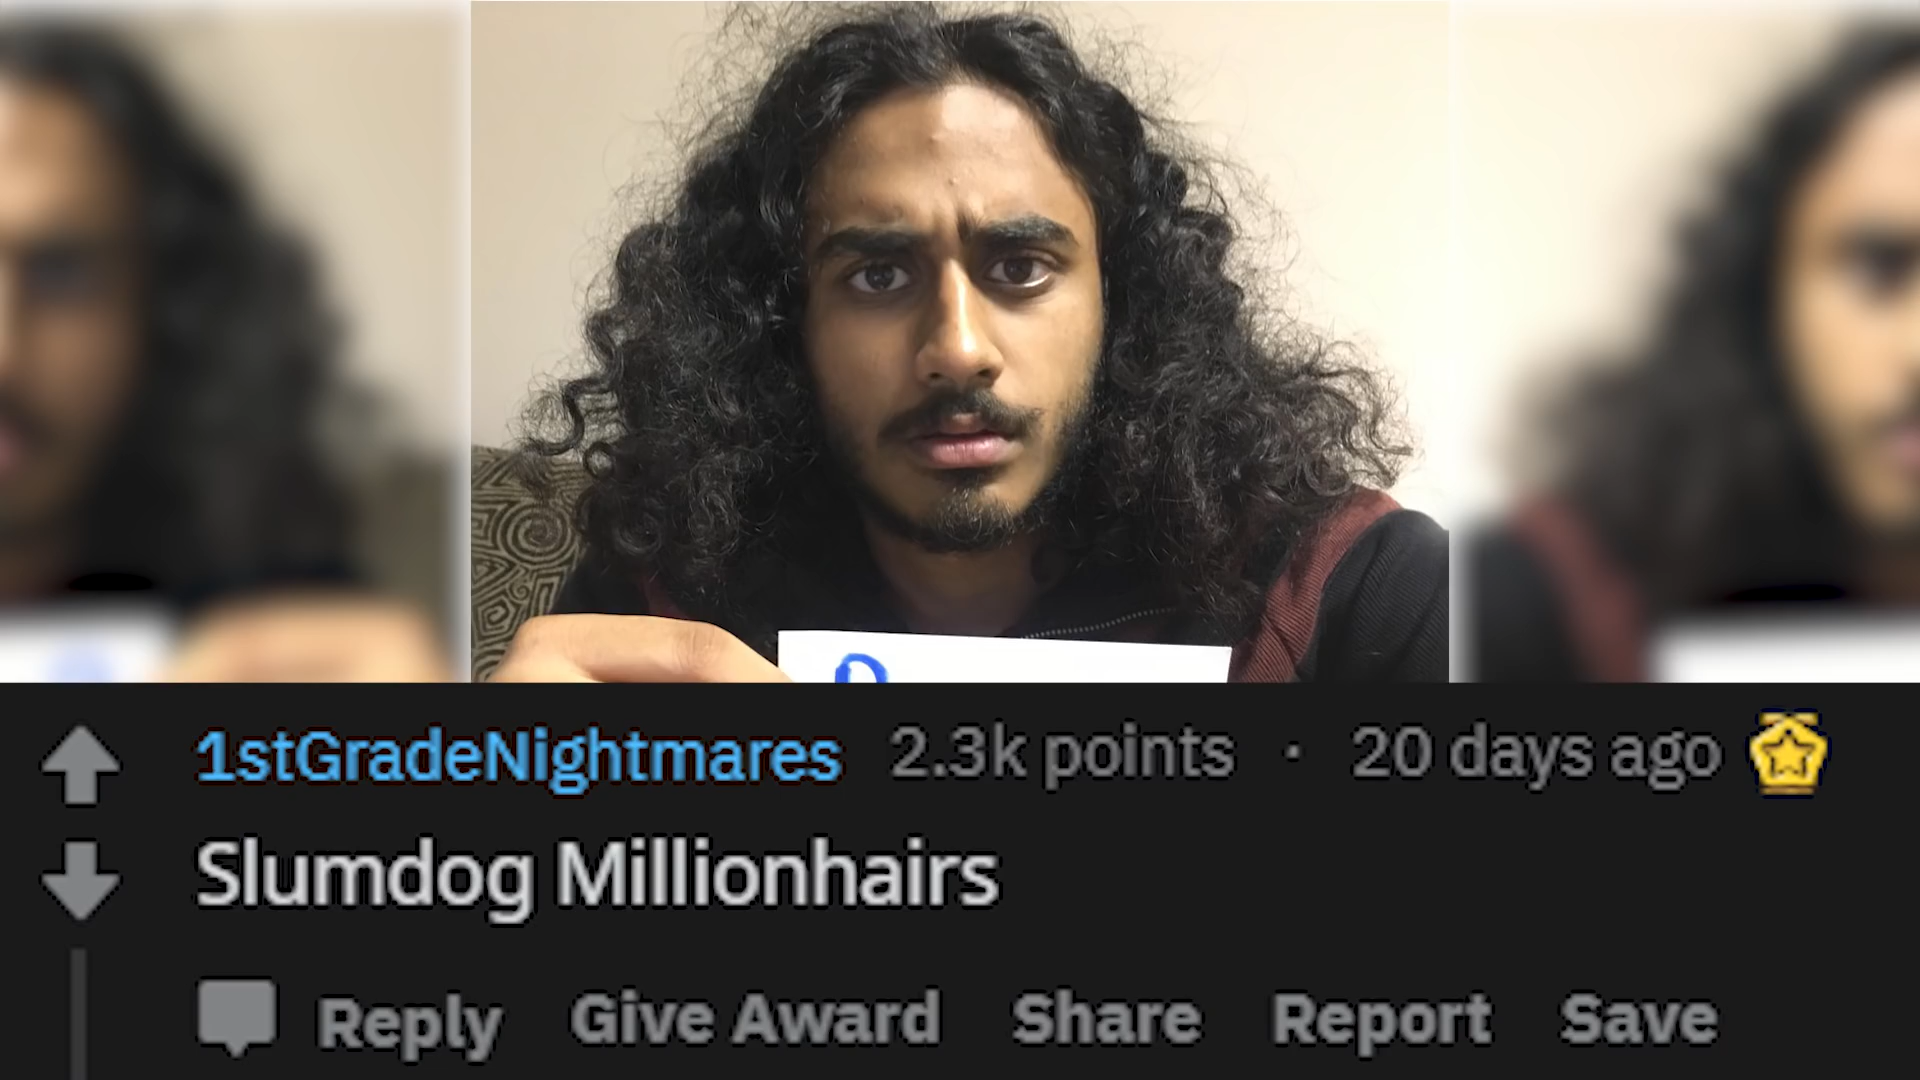 1stGradeNightmares 2.3k points · 20 days ago
Slumdog Millionhairs
Reply Give Award Share Report Save